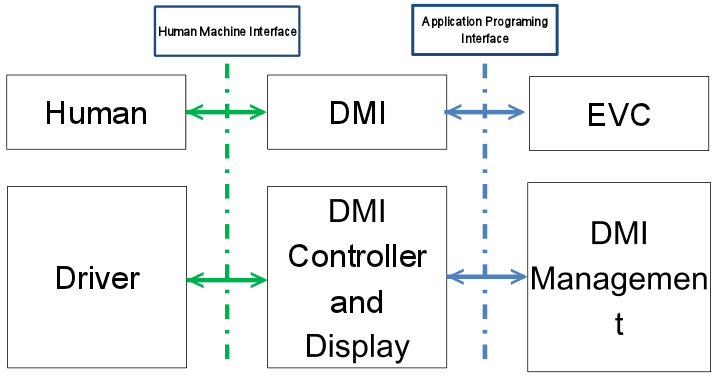 Human Machine Interface
Application Programing
Interface
Human
DMI
EVC
Driver
DMI
Controller
and
Display
DMI
Managemen
t